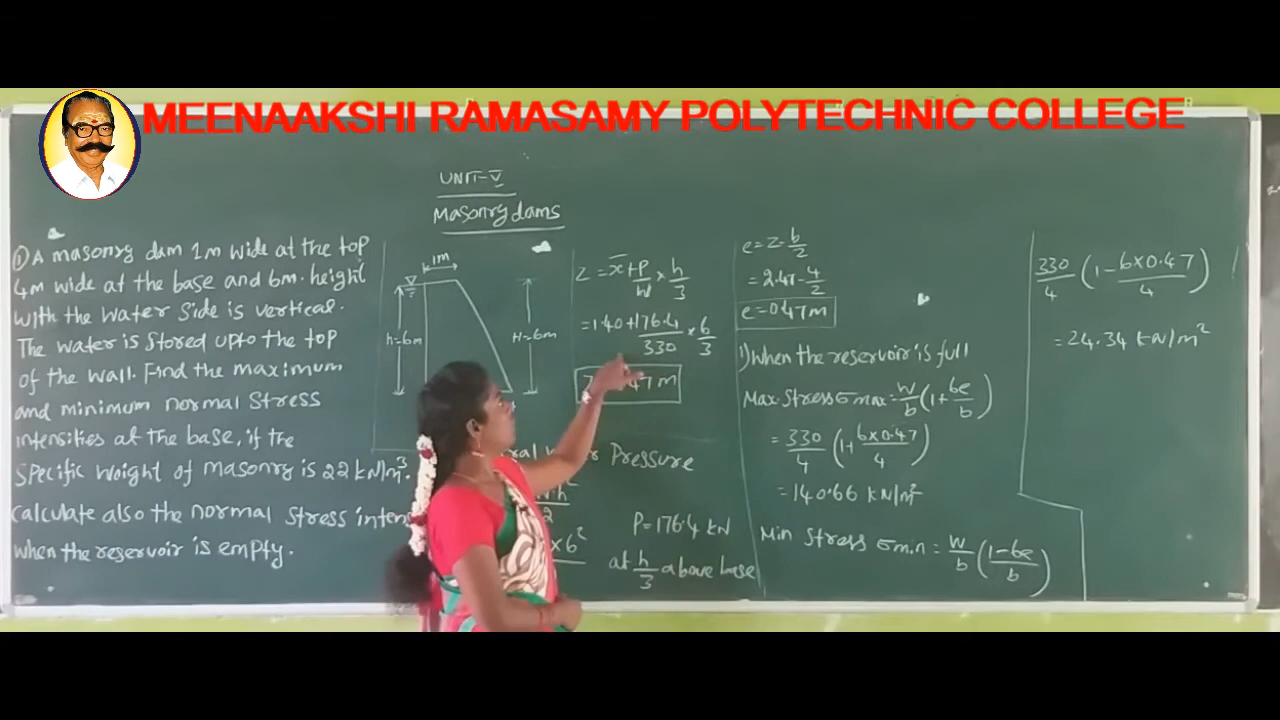 MEENAAKSHI RAMASAMY POLYTECHNIC COLLEGE
UNIT-V
Masonry dams
① A masonry dam 1m wide at the top
4m wide at the base and 6m. height
with the water side is vertical.
The water is stored upto the top
of the wall. Find the maximum
and minimum normal stress
intensities at the base, if the
specific weight of masonry is 22 kN/m³.
calculate also the normal stress inten
when the reservoir is empty.
1m
h=6m
H=6m
Z = x̄ + P/W × h/3
= 1.40 + 176.4/330 × 6/3
47 m
Pressure
h²/2
×6²
P=176.4 kN
at h/3 above base
e = Z - b/2
= 2.47 - 4/2
e=0.47m
1) When the reservoir is full
Max. Stress σmax = W/b (1+ 6e/b)
= 330/4 (1+ 6×0.47/4)
= 140.66 kN/m²
Min Stress σmin = W/b (1-6e/b)
330/4 (1- 6×0.47/4)
= 24.34 kN/m²